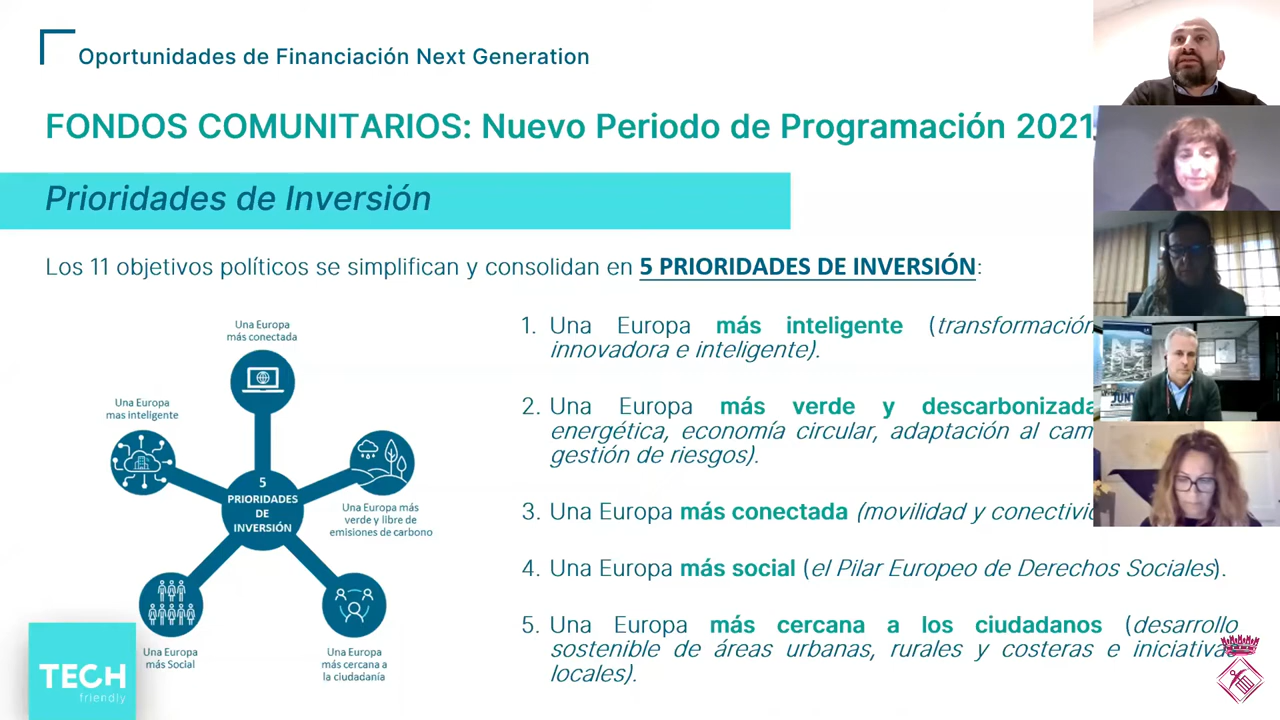 Oportunidades de Financiación Next Generation
FONDOS COMUNITARIOS: Nuevo Periodo de Programación 2021
Prioridades de Inversión
Los 11 objetivos políticos se simplifican y consolidan en 5 PRIORIDADES DE INVERSIÓN:
Una Europa
más conectada
Una Europa
mas inteligente
5
PRIORIDADES
DE
INVERSIÓN
Una Europa más
verde y libre de
emisiones de carbono
Una Europa
más Social
Una Europa
más cercana a
la ciudadanía
1. Una Europa más inteligente (transformación
innovadora e inteligente).
2. Una Europa más verde y descarbonizada
energética, economía circular, adaptación al
gestión de riesgos).
3. Una Europa más conectada (movilidad y
4. Una Europa más social (el Pilar Europeo de Derechos Sociales).
5. Una Europa más cercana a los ciudadanos (desarrollo
sostenible de áreas urbanas, rurales y costeras e iniciativas
locales).
TECH
friendly